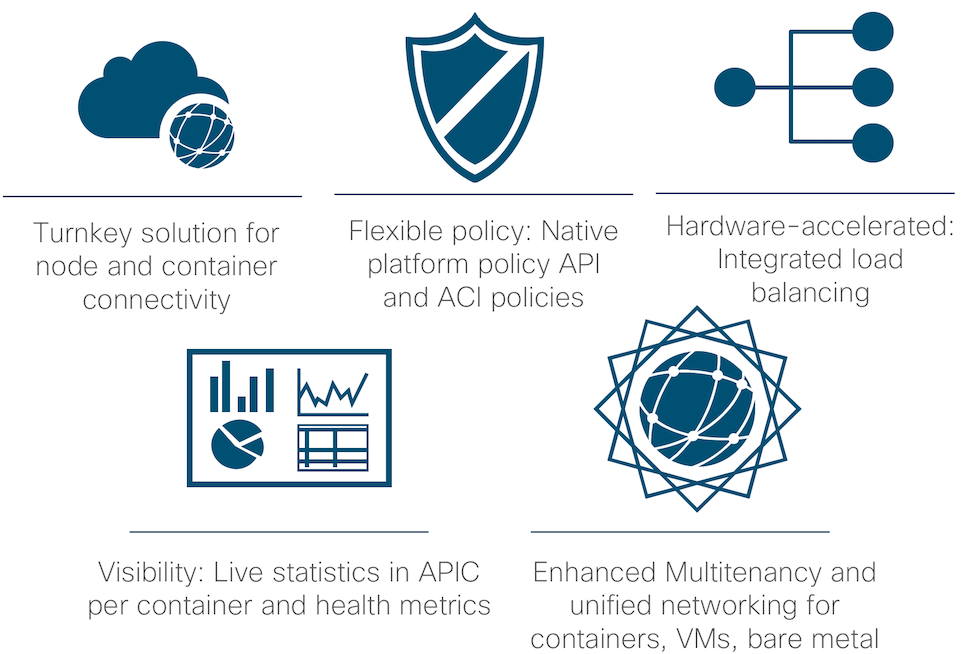 Turnkey solution for
node and container
connectivity
Flexible policy: Native
platform policy API
and ACI policies
Hardware-accelerated:
Integrated load
balancing
Visibility: Live statistics in APIC
per container and health metrics
Enhanced Multitenancy and
unified networking for
containers, VMs, bare metal